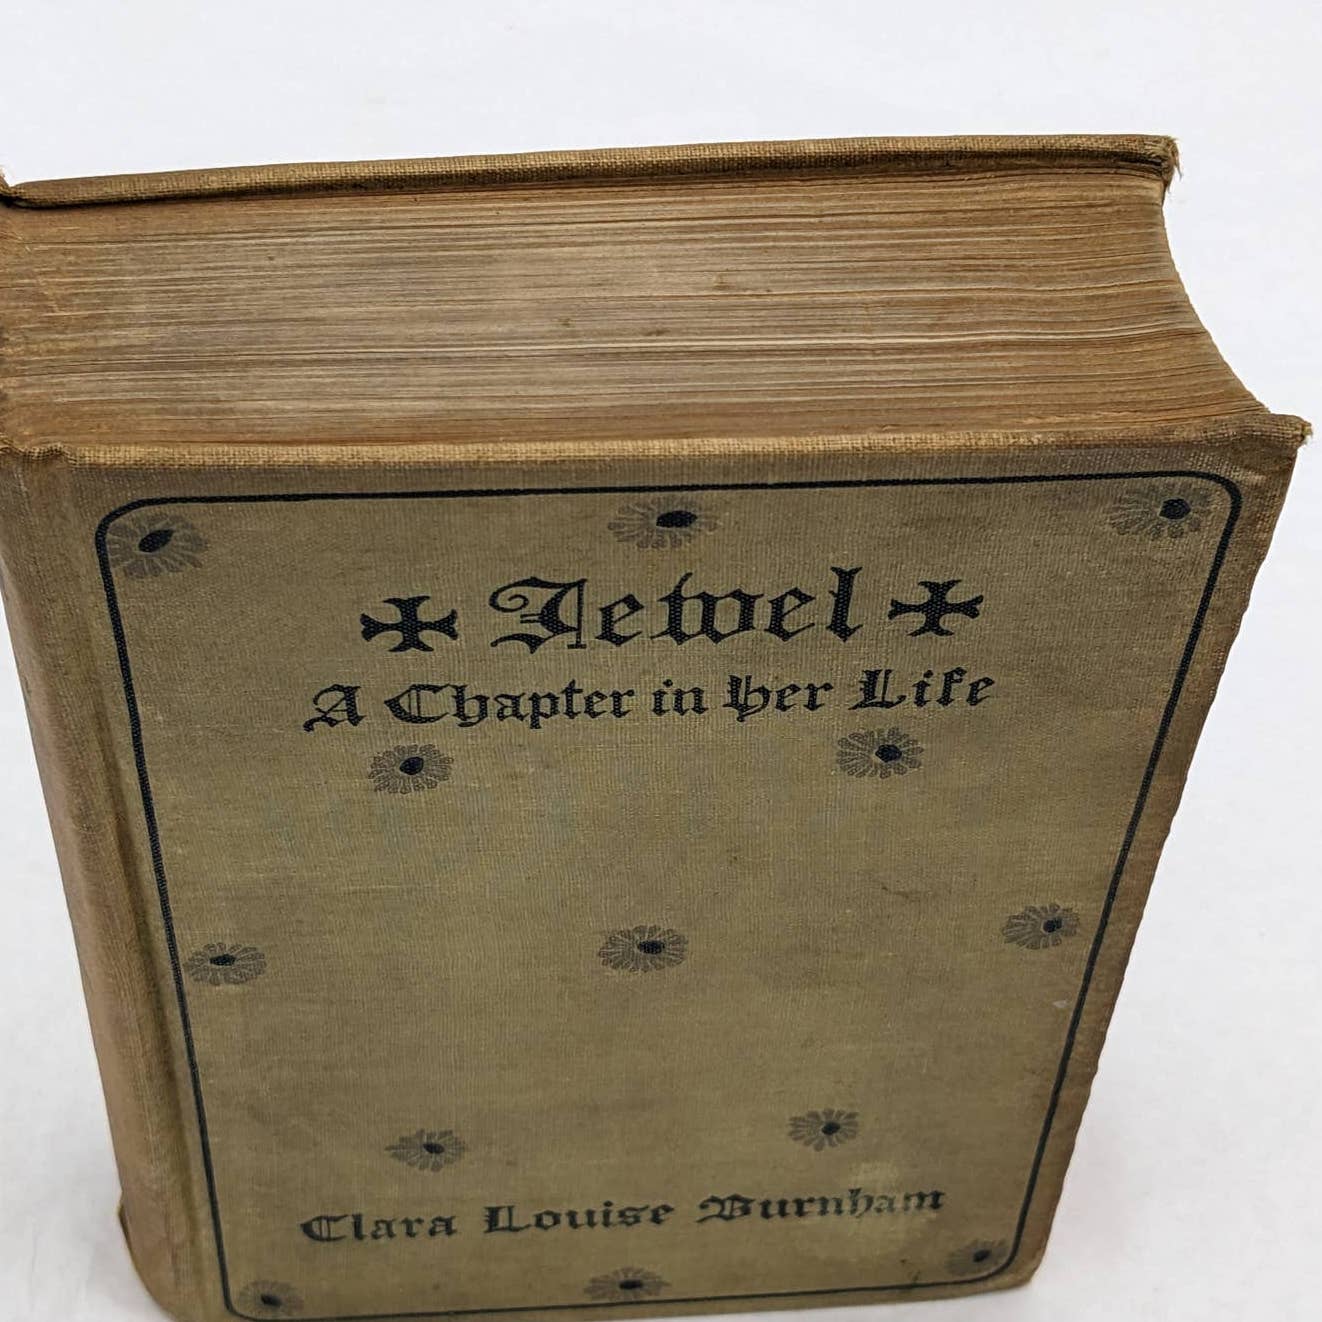 Jewel
A Chapter in her Life
Clara Louise Burnham